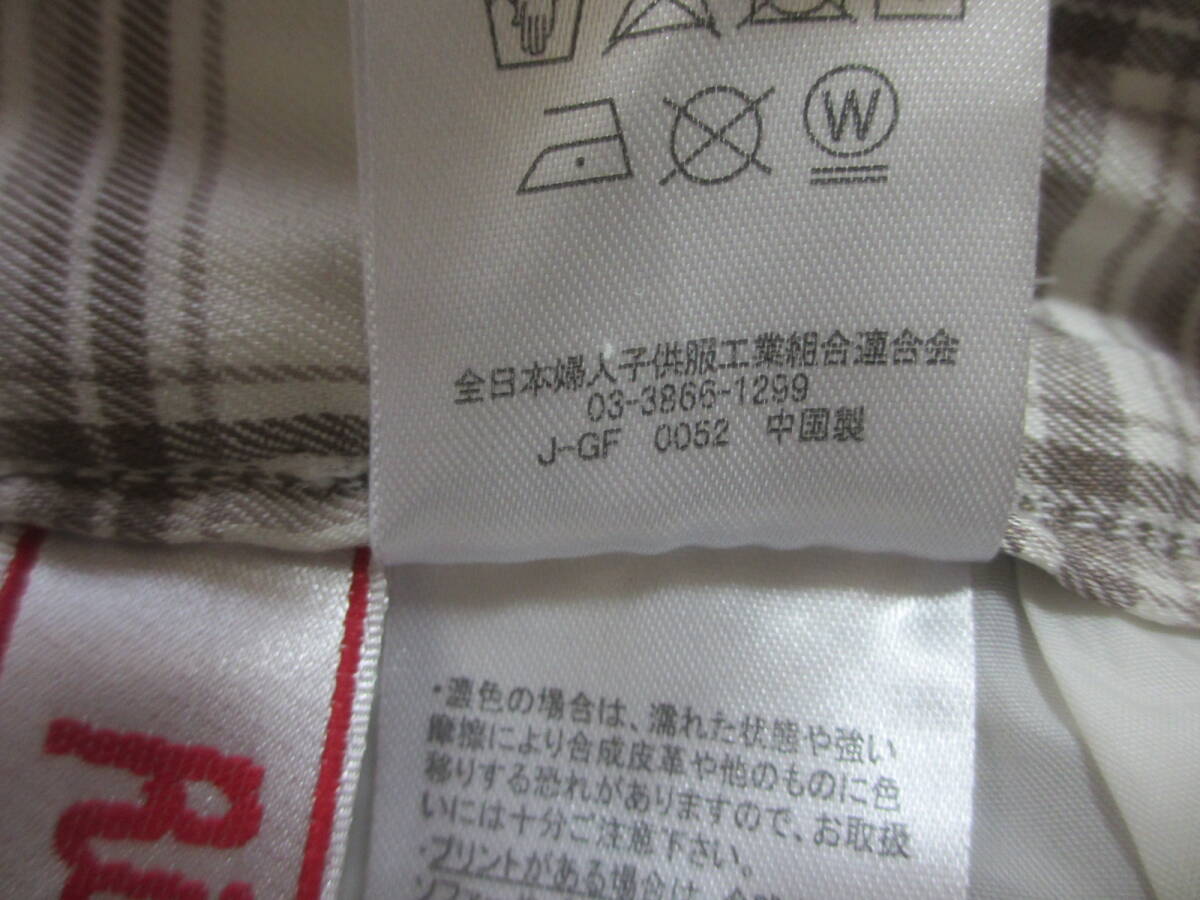 W
全日本婦人子供服工業組合連合会
03-3866-1299
J-GF 0052 中国製
・濃色の場合は、濡れた状態や強い
摩擦により合成皮革や他のものに色
移りする恐れがありますので、お取扱
いには十分ご注意下さい。
・プリントがある場合は、